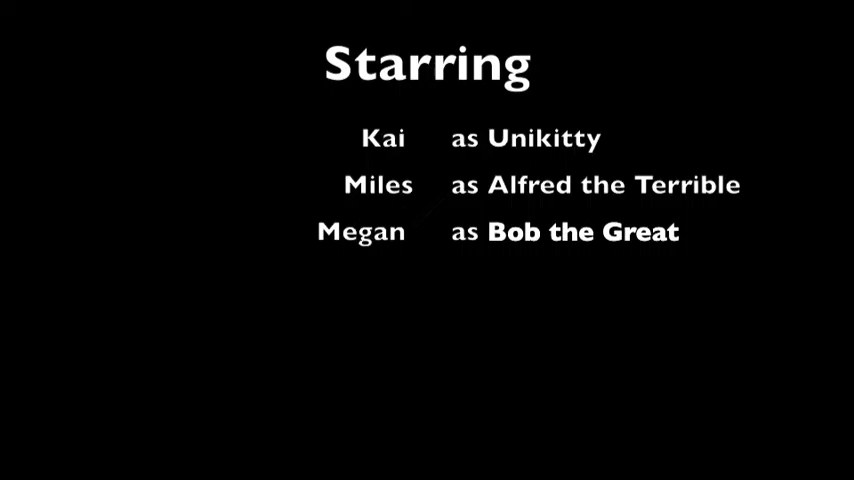 Starring
Kai as Unikitty
Miles as Alfred the Terrible
Megan as Bob the Great